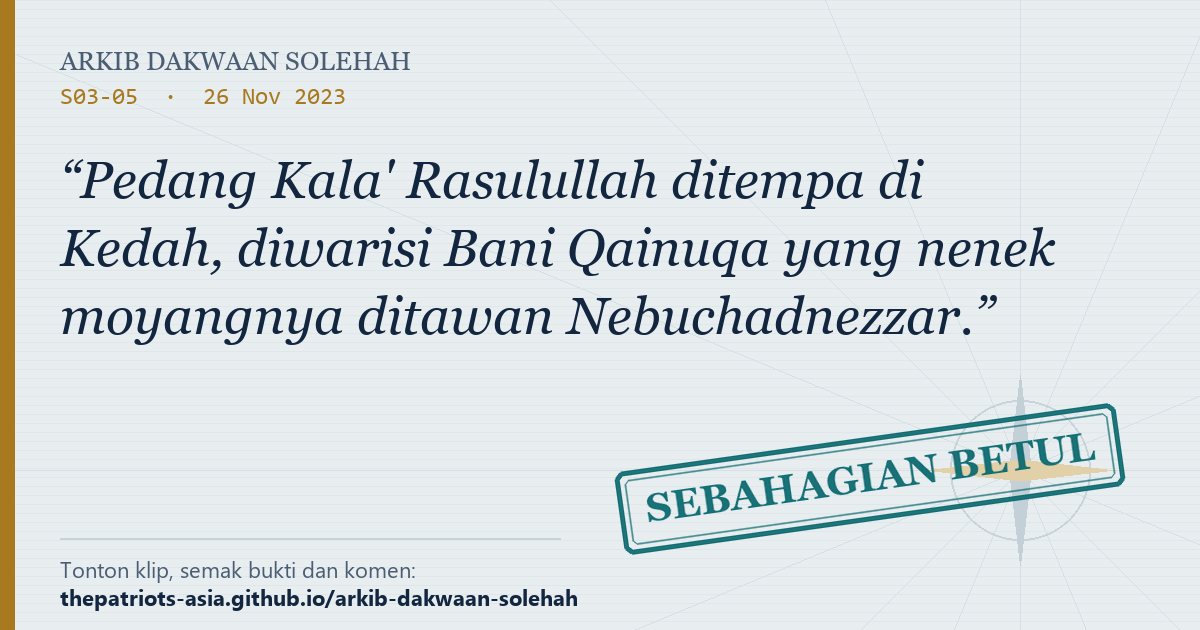 ARKIB DAKWAAN SOLEHAH
S03-05 · 26 Nov 2023
“Pedang Kala' Rasulullah ditempa di
Kedah, diwarisi Bani Qainuqa yang nenek
moyangnya ditawan Nebuchadnezzar.”
SEBAHAGIAN BETUL
Tonton klip, semak bukti dan komen:
thepatriots-asia.github.io/arkib-dakwaan-solehah